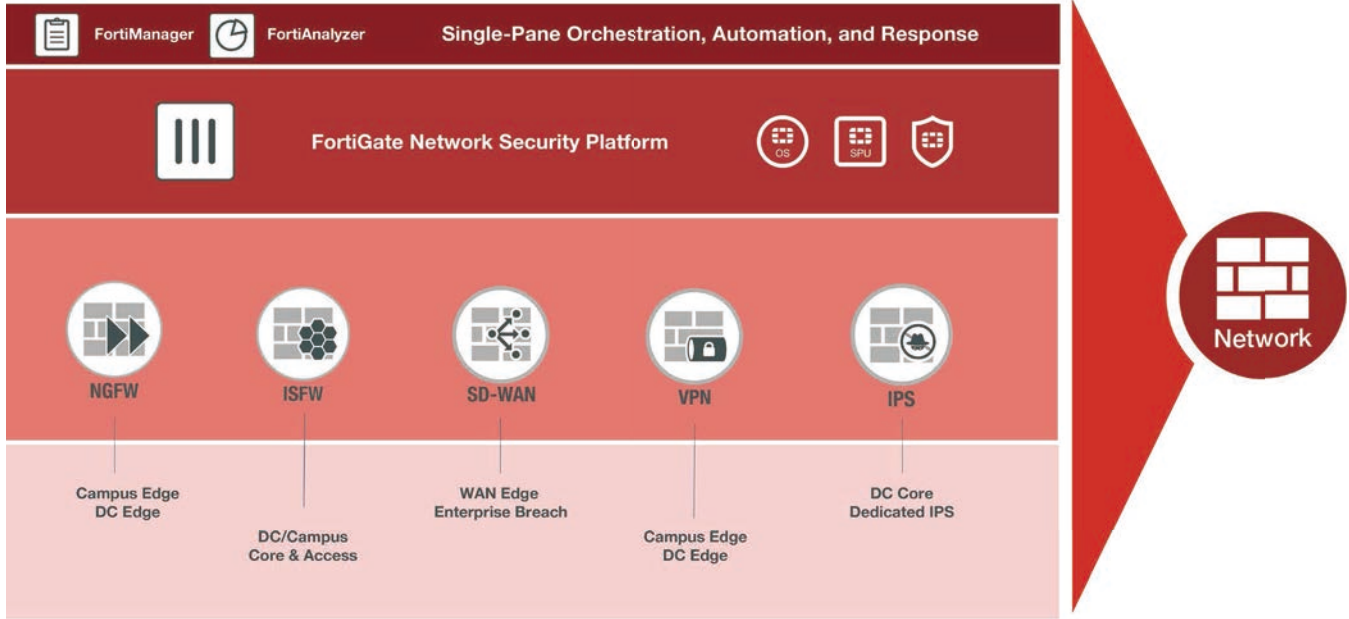 FortiManager
FortiAnalyzer
Single-Pane Orchestration, Automation, and Response
FortiGate Network Security Platform
OS
SPU
NGFW
ISFW
SD-WAN
VPN
IPS
Campus Edge
DC Edge
DC/Campus
Core & Access
WAN Edge
Enterprise Breach
Campus Edge
DC Edge
DC Core
Dedicated IPS
Network